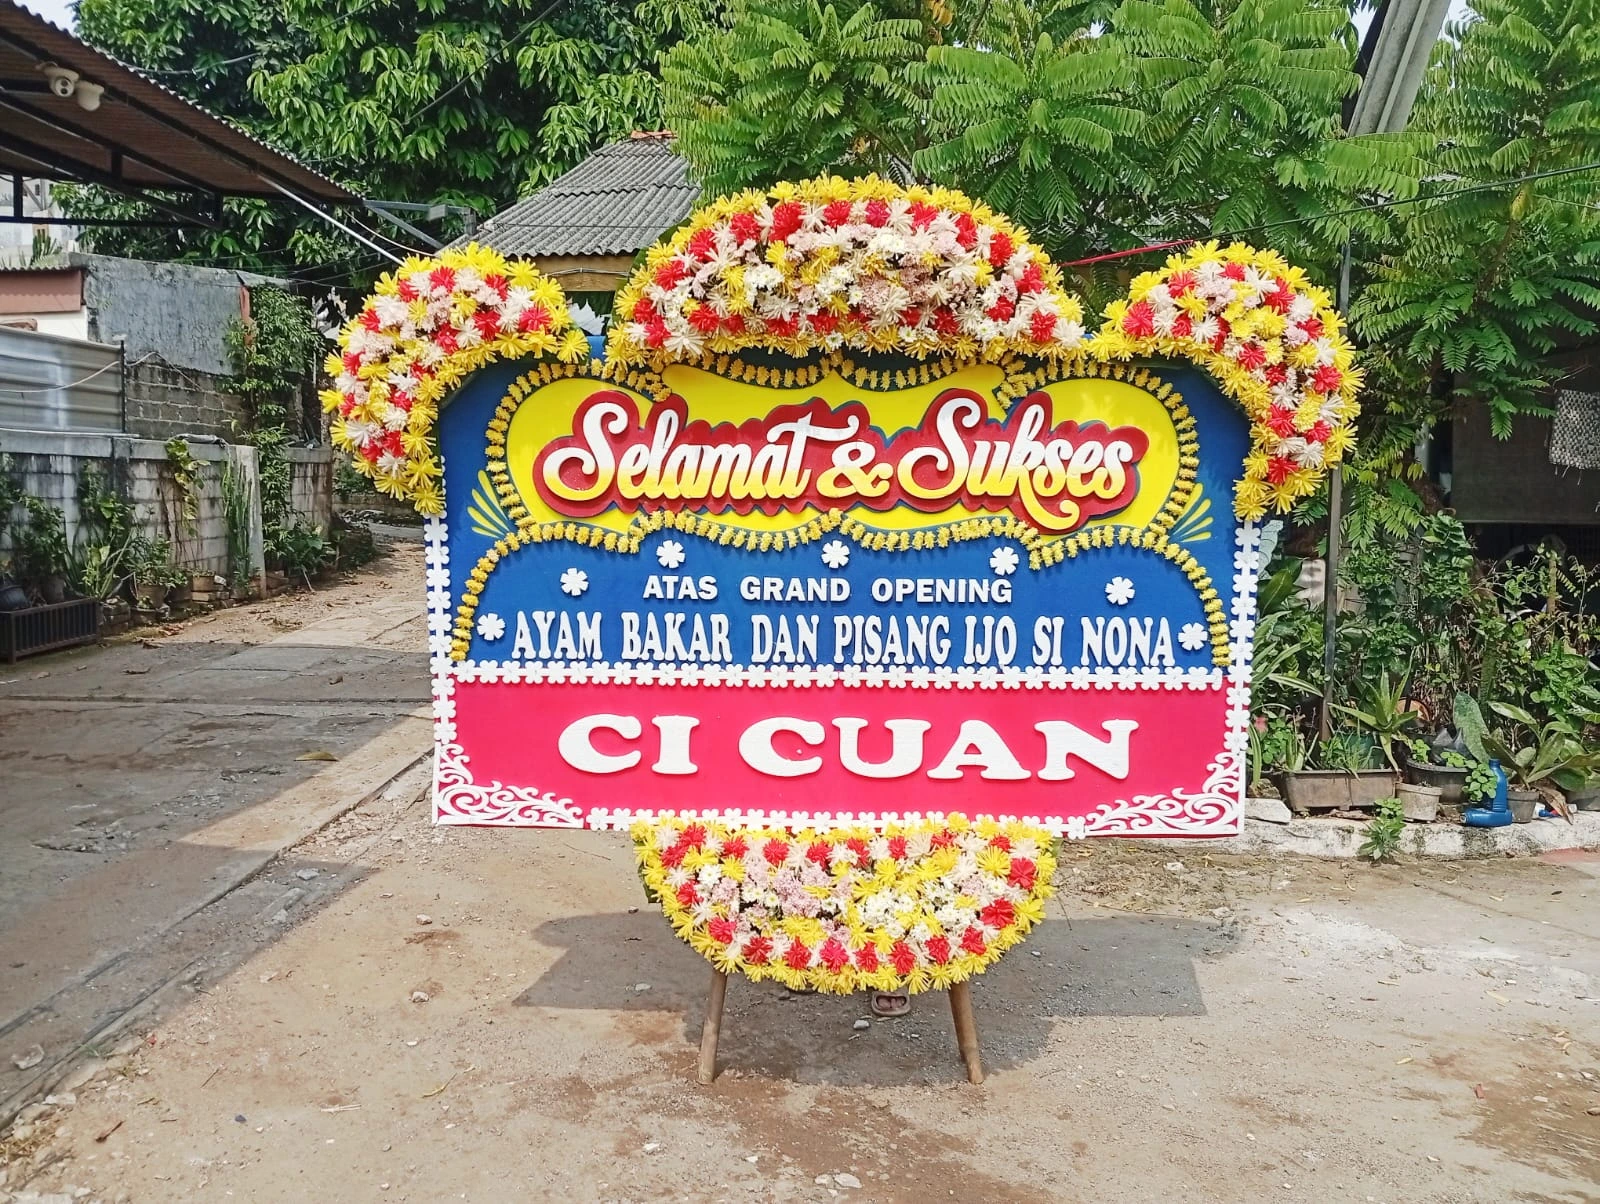 Selamat & Sukses
ATAS GRAND OPENING
AYAM BAKAR DAN PISANG IJO SI NONA
CI CUAN